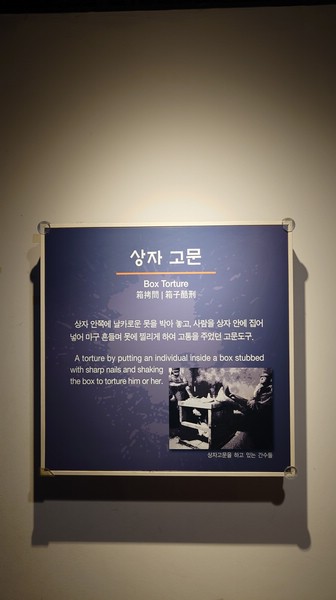 상자 고문
Box Torture
箱拷問 | 箱子酷刑
상자 안쪽에 날카로운 못을 박아 놓고, 사람을 상자 안에 집어
넣어 마구 흔들며 못에 찔리게 하여 고통을 주었던 고문도구.
A torture by putting an individual inside a box stubbed
with sharp nails and shaking
the box to torture him or her.
상자고문을 하고 있는 간수들